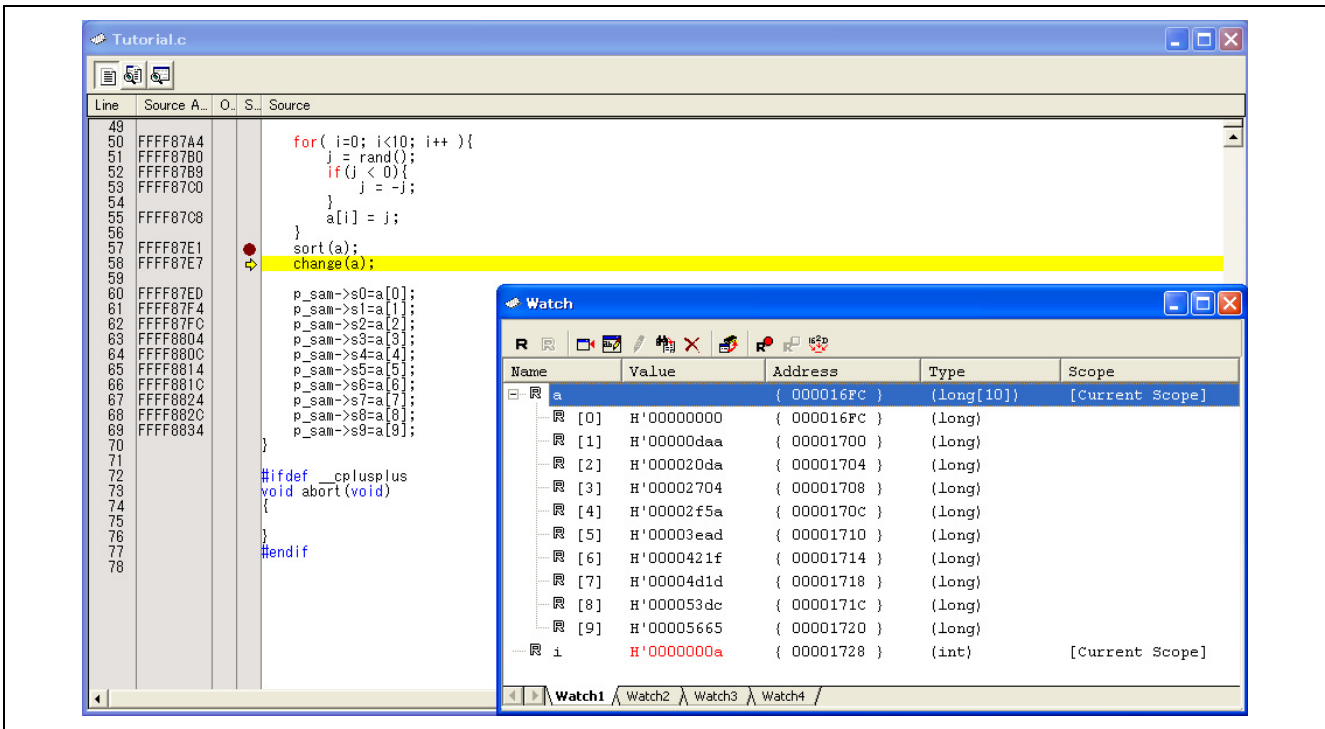 Tutorial.c
Line Source A... O.. S... Source
49
50 FFFF87A4 for( i=0; i<10; i++ ){
51 FFFF87B0 j = rand();
52 FFFF87B9 if(j < 0){
53 FFFF87C0 j = -j;
54 }
55 FFFF87C8 a[i] = j;
56 }
57 FFFF87E1 sort(a);
58 FFFF87E7 change(a);
59
60 FFFF87ED p_sam->s0=a[0];
61 FFFF87F4 p_sam->s1=a[1];
62 FFFF87FC p_sam->s2=a[2];
63 FFFF8804 p_sam->s3=a[3];
64 FFFF880C p_sam->s4=a[4];
65 FFFF8814 p_sam->s5=a[5];
66 FFFF881C p_sam->s6=a[6];
67 FFFF8824 p_sam->s7=a[7];
68 FFFF882C p_sam->s8=a[8];
69 FFFF8834 p_sam->s9=a[9];
70 }
71
72 #ifdef __cplusplus
73 void abort(void)
74 {
75
76 }
77 #endif
78
Watch
R R R R 16·2·D
Name Value Address Type Scope
R a { 000016FC } (long[10]) [Current Scope]
R [0] H'00000000 { 000016FC } (long)
R [1] H'00000daa { 00001700 } (long)
R [2] H'000020da { 00001704 } (long)
R [3] H'00002704 { 00001708 } (long)
R [4] H'00002f5a { 0000170C } (long)
R [5] H'00003ead { 00001710 } (long)
R [6] H'0000421f { 00001714 } (long)
R [7] H'00004d1d { 00001718 } (long)
R [8] H'000053dc { 0000171C } (long)
R [9] H'00005665 { 00001720 } (long)
R i H'0000000a { 00001728 } (int) [Current Scope]
Watch1 Watch2 Watch3 Watch4